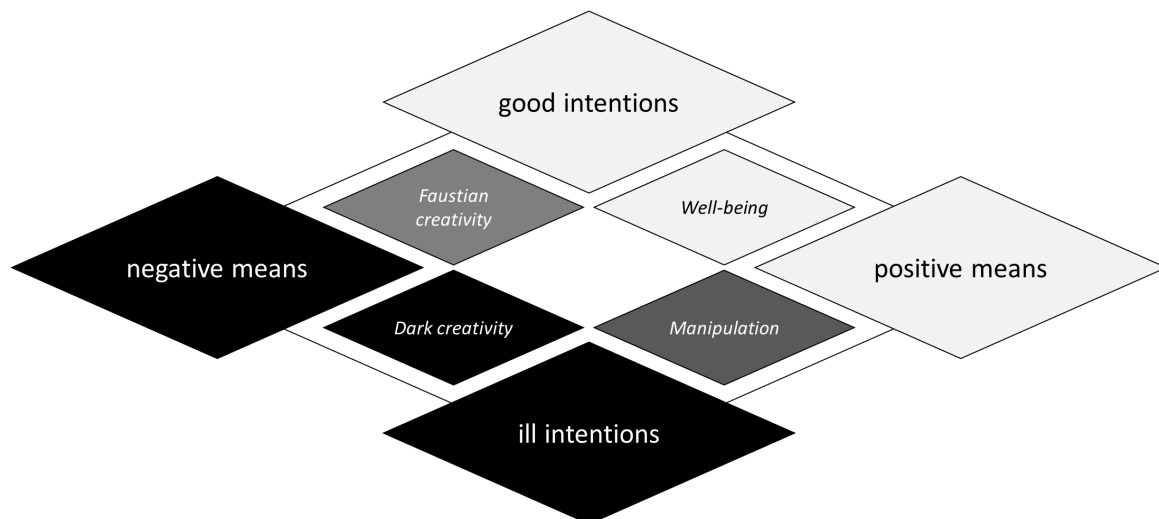 good intentions
Faustian
creativity
Well-being
negative means
positive means
Dark creativity
Manipulation
ill intentions